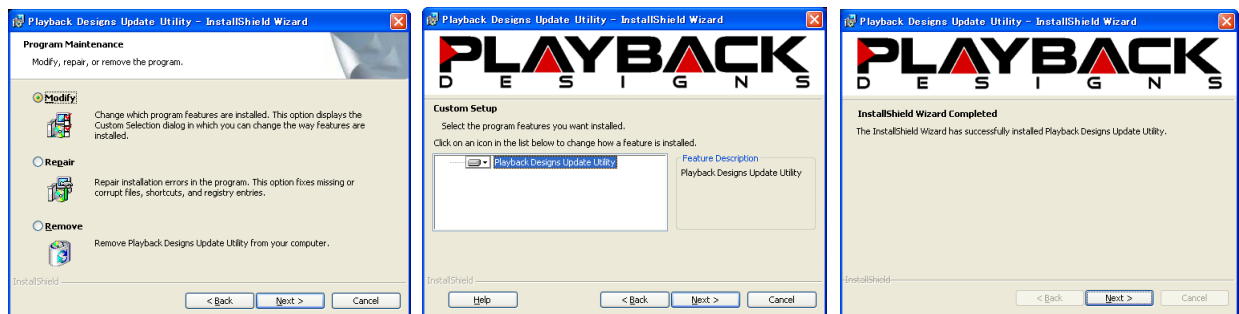 Playback Designs Update Utility - InstallShield Wizard
Program Maintenance
Modify, repair, or remove the program.
Modify
Change which program features are installed. This option displays the
Custom Selection dialog in which you can change the way features are
installed.
Repair
Repair installation errors in the program. This option fixes missing or
corrupt files, shortcuts, and registry entries.
Remove
Remove Playback Designs Update Utility from your computer.
InstallShield
< Back
Next >
Cancel
Playback Designs Update Utility - InstallShield Wizard
PLAYBACK
DESIGNS
Custom Setup
Select the program features you want installed.
Click on an icon in the list below to change how a feature is installed.
Playback Designs Update Utility
Feature Description
Playback Designs Update Utility
InstallShield
Help
< Back
Next >
Cancel
Playback Designs Update Utility - InstallShield Wizard
PLAYBACK
DESIGNS
InstallShield Wizard Completed
The InstallShield Wizard has successfully installed Playback Designs Update Utility.
InstallShield
< Back
Next >
Cancel